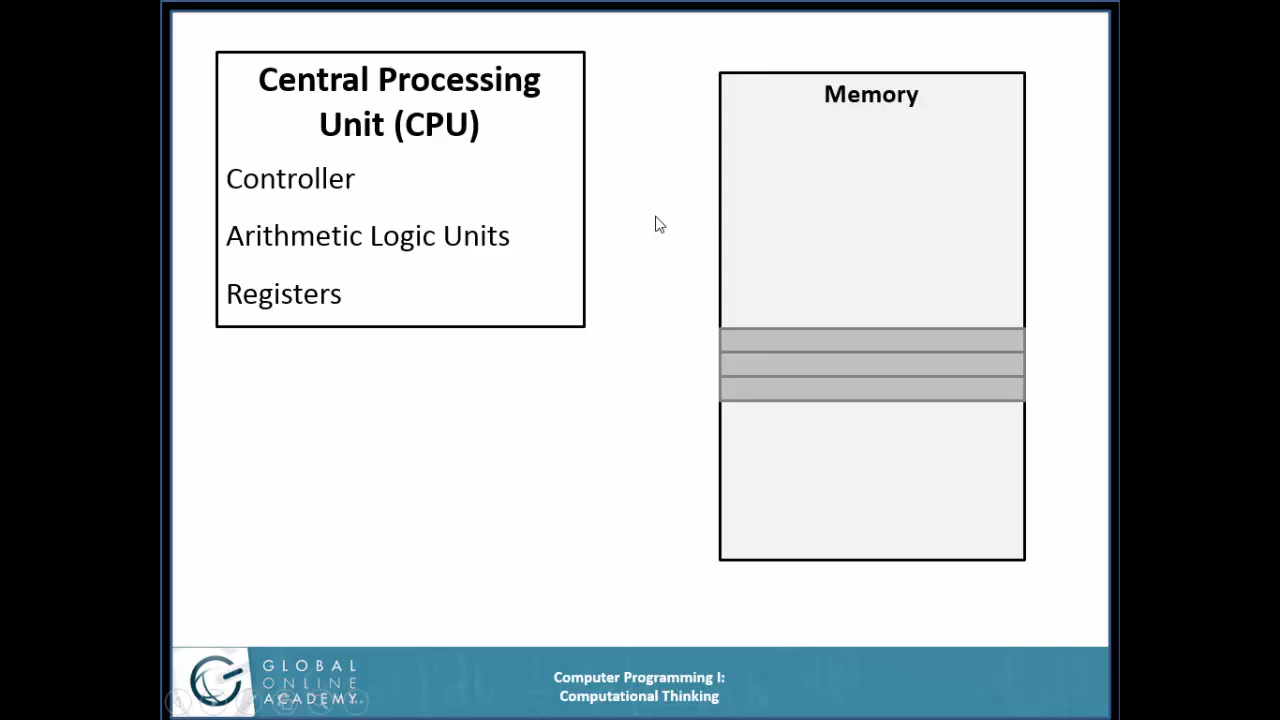 Central Processing
Unit (CPU)
Controller
Arithmetic Logic Units
Registers
Memory
GLOBAL
ONLINE
ACADEMY
Computer Programming I:
Computational Thinking